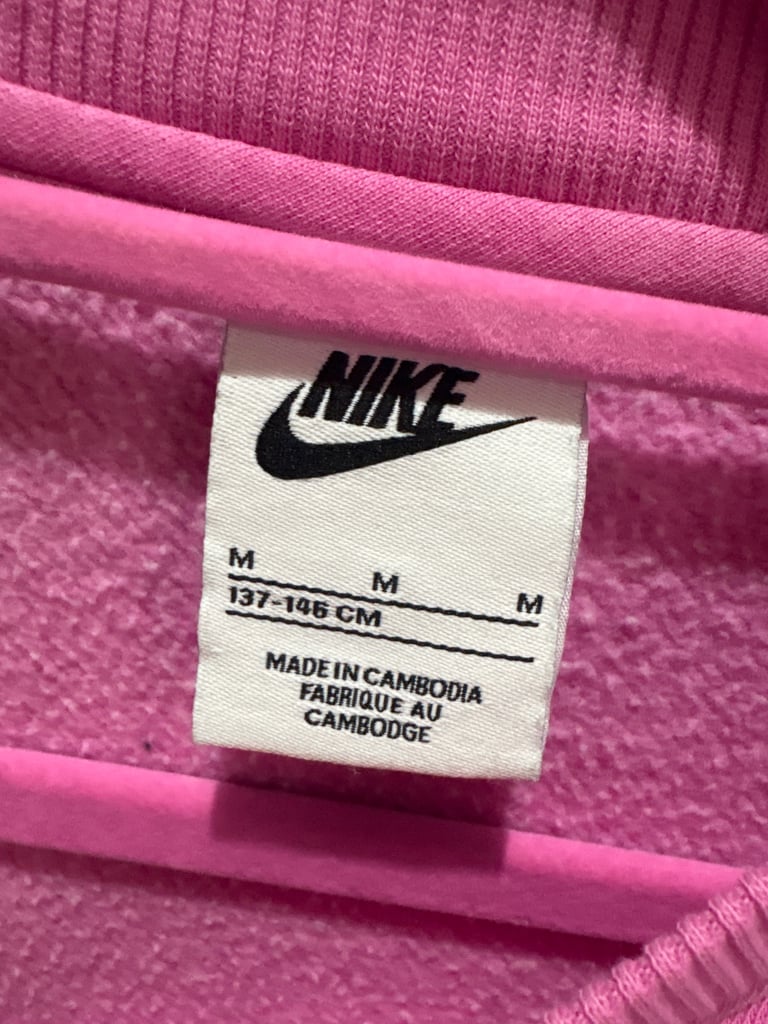 NIKE
M M M
137-146 CM
MADE IN CAMBODIA
FABRIQUE AU
CAMBODGE